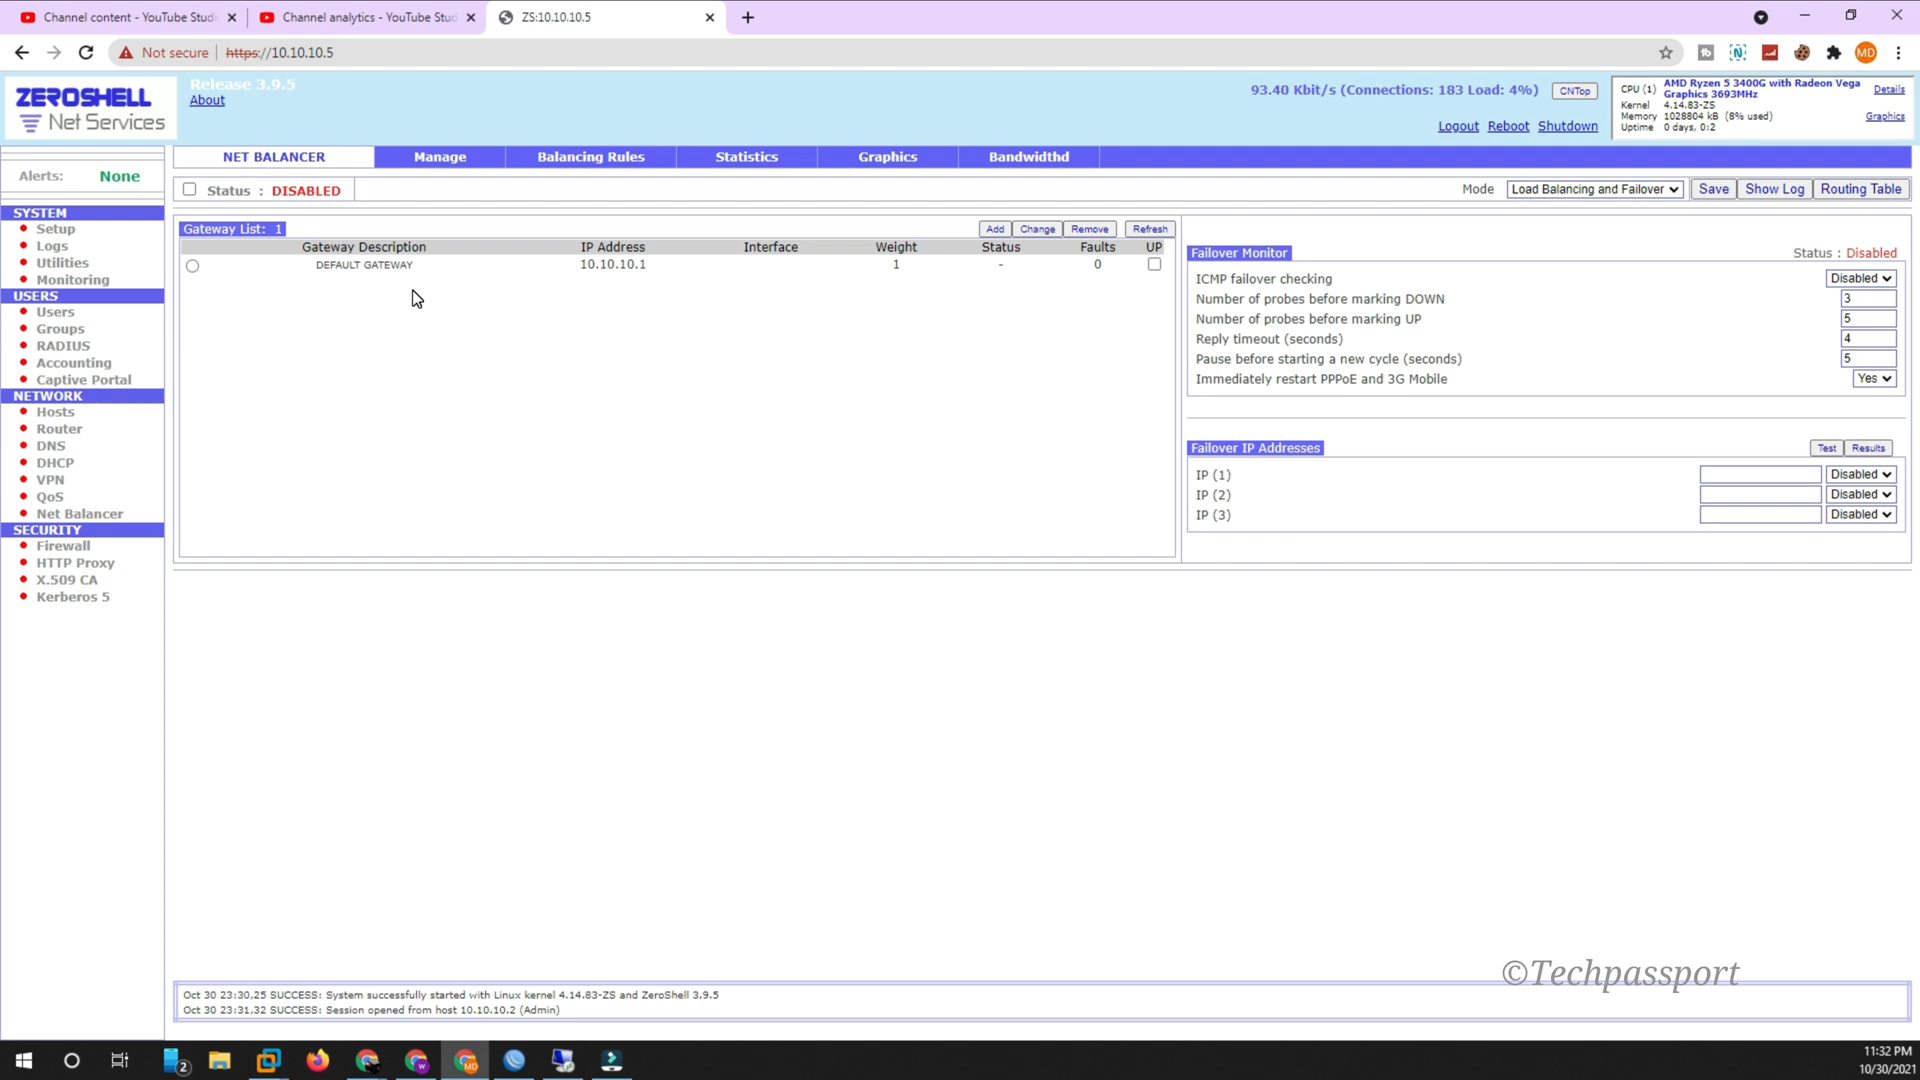 Channel content - YouTube Studi
Channel analytics - YouTube Stud
ZS:10.10.10.5
Not secure
https://10.10.10.5
MD
ZEROSHELL
Net Services
Release 3.9.5
About
93.40 Kbit/s (Connections: 183 Load: 4%)
CNTop
Logout Reboot Shutdown
CPU (1) AMD Ryzen 5 3400G with Radeon Vega Graphics 3693MHz
Details
Kernel 4.14.83-ZS
Memory 1028804 kB (8% used)
Graphics
Uptime 0 days, 0:2
NET BALANCER Manage Balancing Rules Statistics Graphics Bandwidthd
Alerts: None
Status : DISABLED
Mode Load Balancing and Failover Save Show Log Routing Table
SYSTEM
Setup
Logs
Utilities
Monitoring
USERS
Users
Groups
RADIUS
Accounting
Captive Portal
NETWORK
Hosts
Router
DNS
DHCP
VPN
QoS
Net Balancer
SECURITY
Firewall
HTTP Proxy
X.509 CA
Kerberos 5
Gateway List: 1
Add Change Remove Refresh
Gateway Description IP Address Interface Weight Status Faults UP
DEFAULT GATEWAY 10.10.10.1 1 - 0
Failover Monitor
Status : Disabled
ICMP failover checking Disabled
Number of probes before marking DOWN 3
Number of probes before marking UP 5
Reply timeout (seconds) 4
Pause before starting a new cycle (seconds) 5
Immediately restart PPPoE and 3G Mobile Yes
Failover IP Addresses
Test Results
IP (1) Disabled
IP (2) Disabled
IP (3) Disabled
©Techpassport
Oct 30 23:30,25 SUCCESS: System successfully started with Linux kernel 4.14.83-ZS and ZeroShell 3.9.5
Oct 30 23:31,32 SUCCESS: Session opened from host 10.10.10.2 (Admin)
2
11:32 PM
10/30/2021